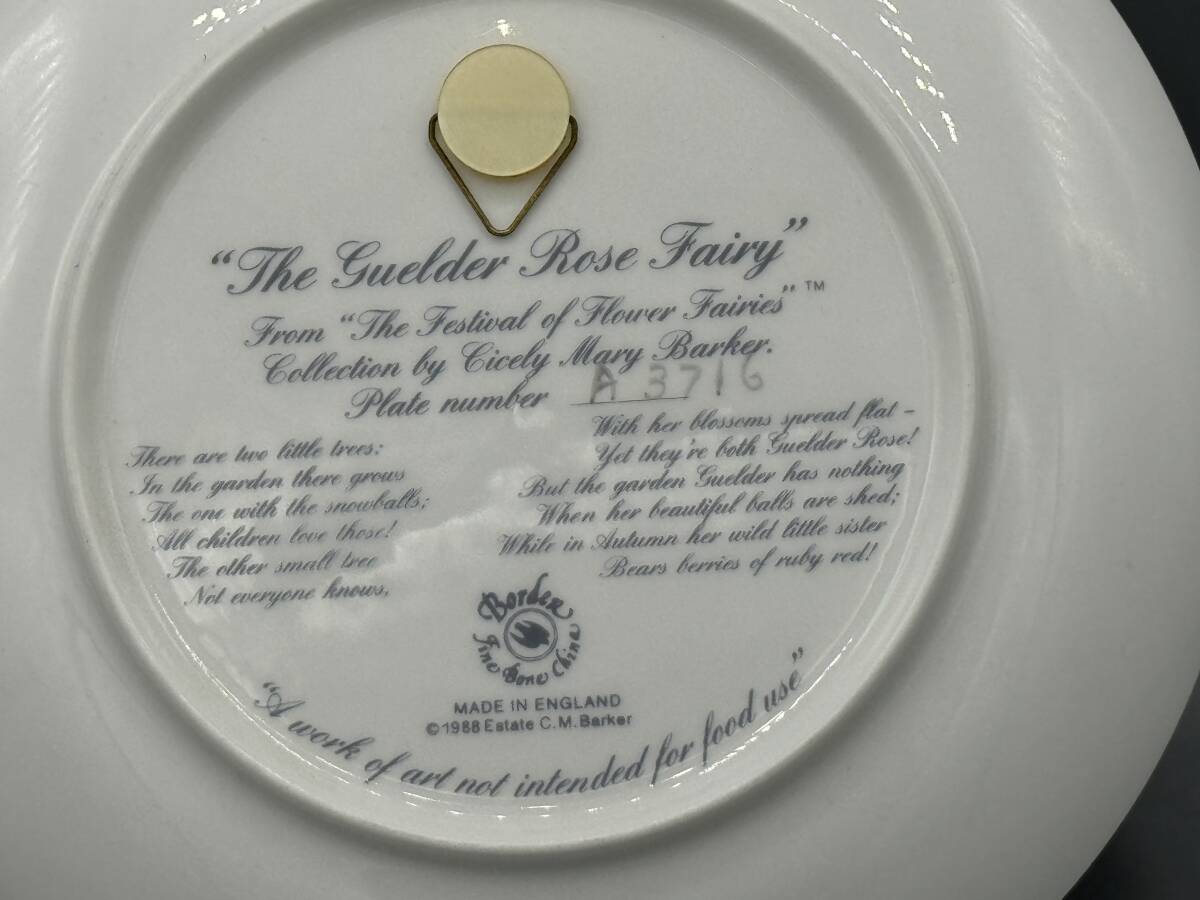 "The Guelder Rose Fairy"
From "The Festival of Flower Fairies" ™
Collection by Cicely Mary Barker.
Plate number A 3716
There are two little trees:
In the garden there grows
The one with the snowballs;
All children love those!
The other small tree
Not everyone knows,
With her blossoms spread flat –
Yet they're both Guelder Rose!
But the garden Guelder has nothing
When her beautiful balls are shed;
While in Autumn her wild little sister
Bears berries of ruby red!
Borden
Fine Bone China
MADE IN ENGLAND
©1988 Estate C.M. Barker
"A work of art not intended for food use"